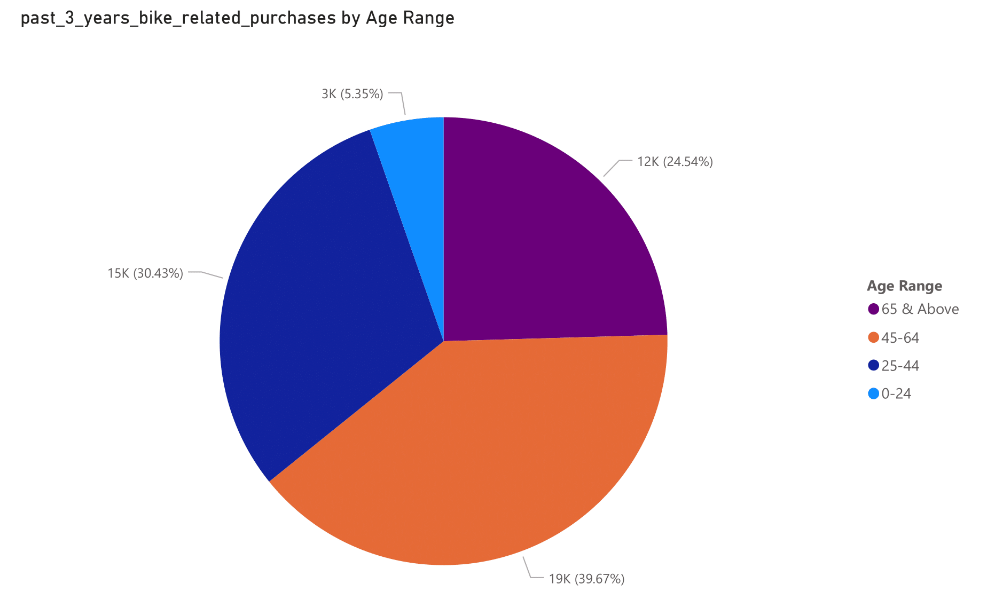 past_3_years_bike_related_purchases by Age Range
3K (5.35%)
12K (24.54%)
15K (30.43%)
19K (39.67%)
Age Range
65 & Above
45-64
25-44
0-24